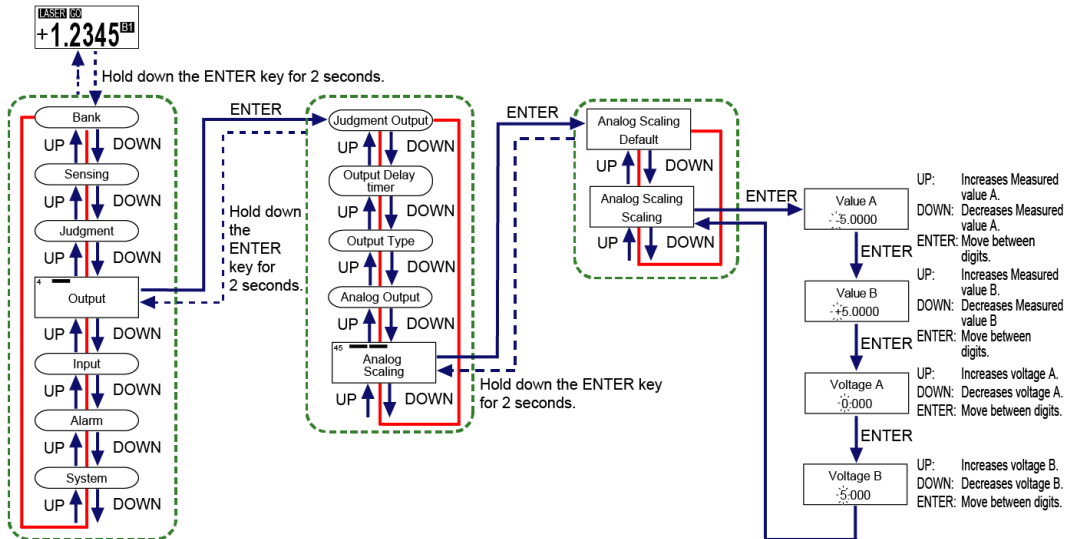 LASER GO
+1.2345 B1
Hold down the ENTER key for 2 seconds.
Bank
UP DOWN
Sensing
UP DOWN
Judgment
UP DOWN
4
Output
UP DOWN
Input
UP DOWN
Alarm
UP DOWN
System
UP DOWN
ENTER
Hold down
the
ENTER
key for
2 seconds.
Judgment Output
UP DOWN
Output Delay
timer
UP DOWN
Output Type
UP DOWN
Analog Output
UP DOWN
45
Analog
Scaling
UP DOWN
ENTER
Hold down the ENTER key
for 2 seconds.
Analog Scaling
Default
UP DOWN
Analog Scaling
Scaling
UP DOWN
ENTER
Value A
-5.0000
UP: Increases Measured
value A.
DOWN: Decreases Measured
value A.
ENTER: Move between
digits.
ENTER
Value B
+5.0000
UP: Increases Measured
value B.
DOWN: Decreases Measured
value B
ENTER: Move between
digits.
ENTER
Voltage A
0.000
UP: Increases voltage A.
DOWN: Decreases voltage A.
ENTER: Move between digits.
ENTER
Voltage B
5.000
UP: Increases voltage B.
DOWN: Decreases voltage B.
ENTER: Move between digits.